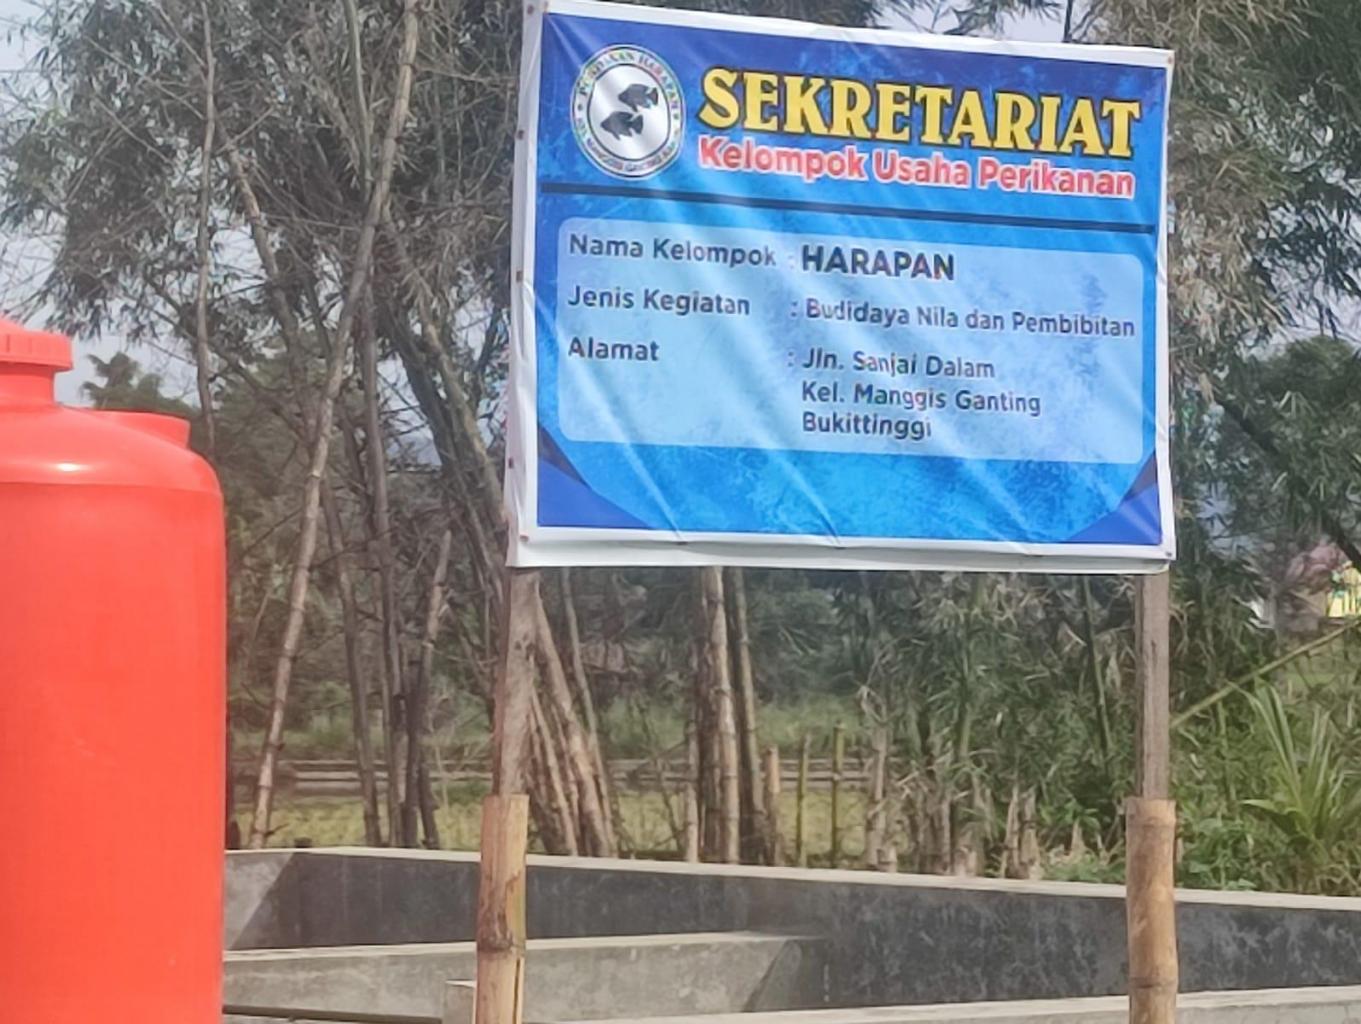 SEKRETARIAT
Kelompok Usaha Perikanan
Nama Kelompok : HARAPAN
Jenis Kegiatan : Budidaya Nila dan Pembibitan
Alamat : Jln. Sanjai Dalam
Kel. Manggis Ganting
Bukittinggi